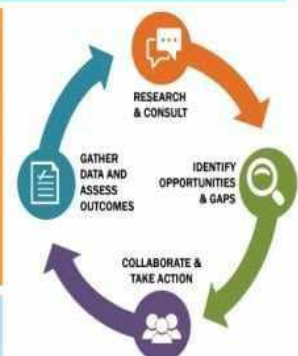 RESEARCH
& CONSULT
IDENTIFY
OPPORTUNITIES
& GAPS
COLLABORATE &
TAKE ACTION
GATHER
DATA AND
ASSESS
OUTCOMES